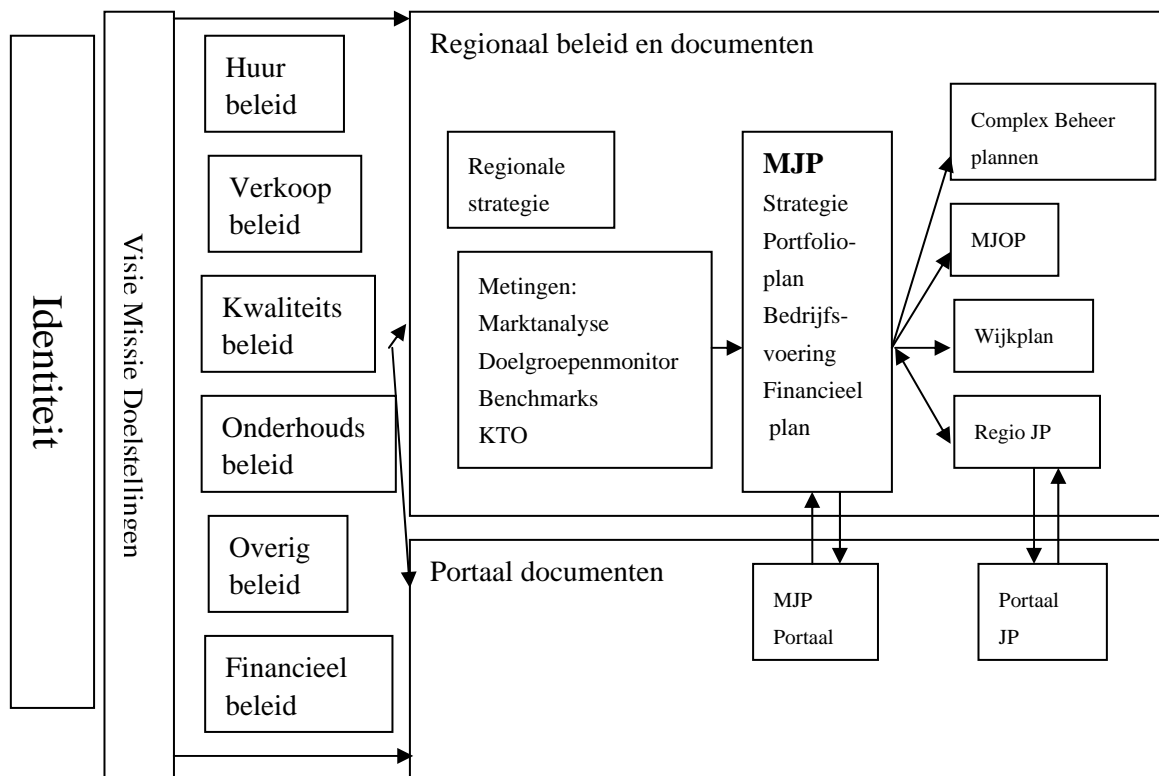 Identiteit
Visie Missie Doelstellingen
Huur
beleid
Verkoop
beleid
Kwaliteits
beleid
Onderhouds
beleid
Overig
beleid
Financieel
beleid
Regionaal beleid en documenten
Regionale
strategie
Metingen:
Marktanalyse
Doelgroepenmonitor
Benchmarks
KTO
MJP
Strategie
Portfolio-
plan
Bedrijfs-
voering
Financieel
plan
Complex Beheer
plannen
MJOP
Wijkplan
Regio JP
Portaal documenten
MJP
Portaal
Portaal
JP